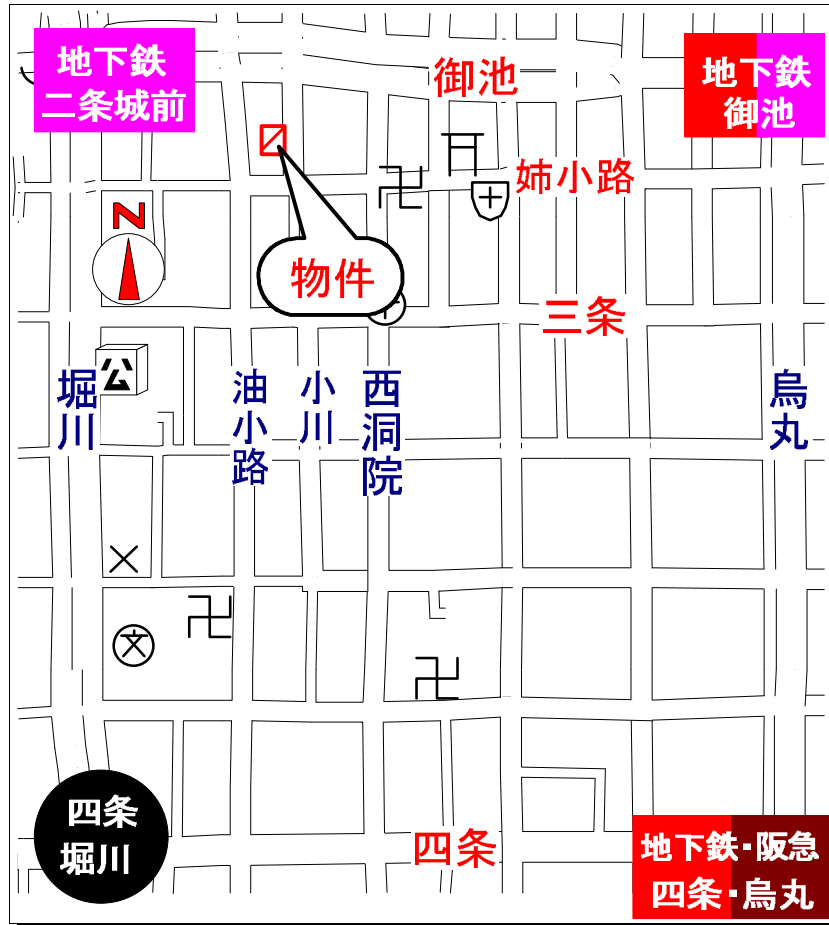 地下鉄
二条城前
御池
地下鉄
御池
姉小路
N
物件
三条
公
堀川
油小路
小川
西洞院
烏丸
文
四条
堀川
四条
地下鉄・阪急
四条・烏丸